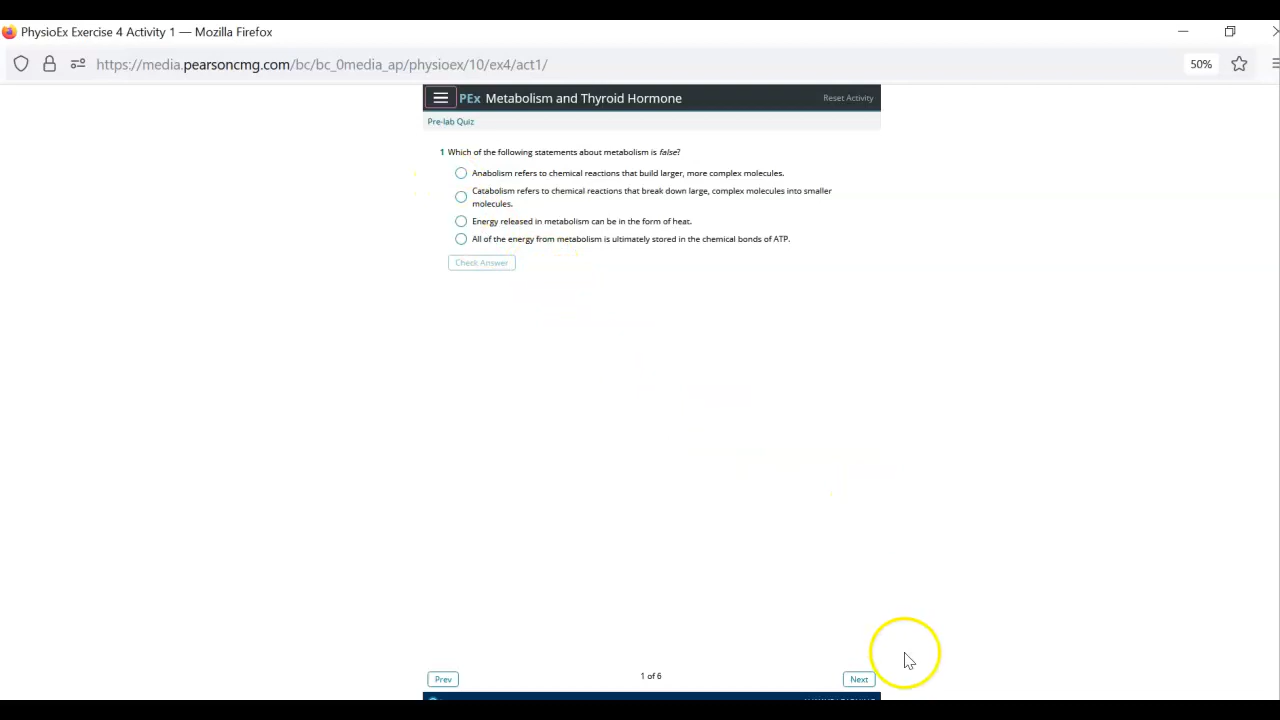 PhysioEx Exercise 4 Activity 1 — Mozilla Firefox
https://media.pearsoncmg.com/bc/bc_0media_ap/physioex/10/ex4/act1/
50%
PEx Metabolism and Thyroid Hormone
Reset Activity
Pre-lab Quiz
1 Which of the following statements about metabolism is false?
Anabolism refers to chemical reactions that build larger, more complex molecules.
Catabolism refers to chemical reactions that break down large, complex molecules into smaller
molecules.
Energy released in metabolism can be in the form of heat.
All of the energy from metabolism is ultimately stored in the chemical bonds of ATP.
Check Answer
Prev
1 of 6
Next